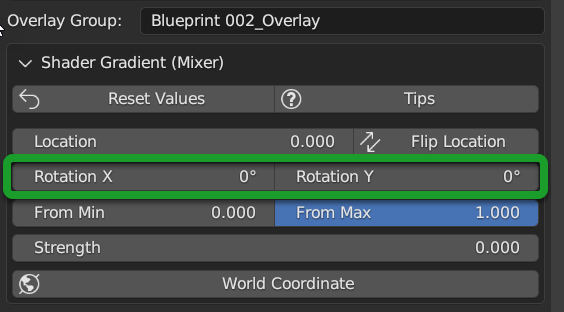 Overlay Group: Blueprint 002_Overlay
Shader Gradient (Mixer)
Reset Values ? Tips
Location 0.000 Flip Location
Rotation X 0° Rotation Y 0°
From Min 0.000 From Max 1.000
Strength 0.000
World Coordinate